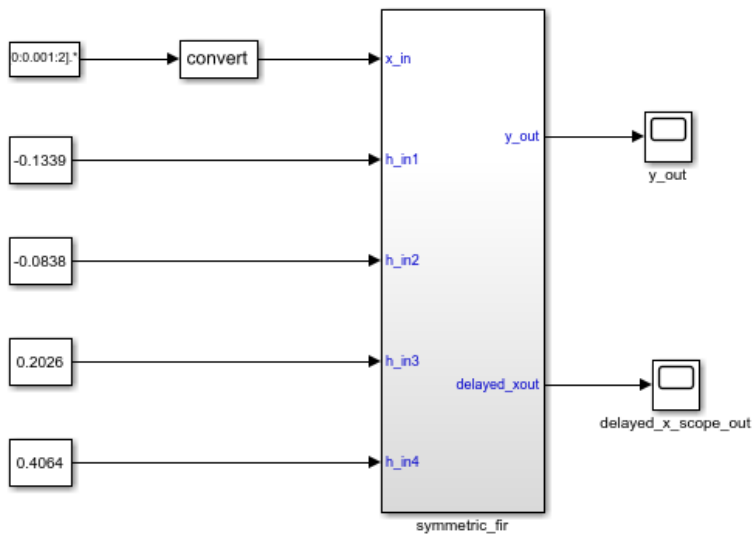 0:0.001:2].*
convert
x_in
y_out
y_out
-0.1339
h_in1
-0.0838
h_in2
0.2026
h_in3
delayed_xout
delayed_x_scope_out
0.4064
h_in4
symmetric_fir